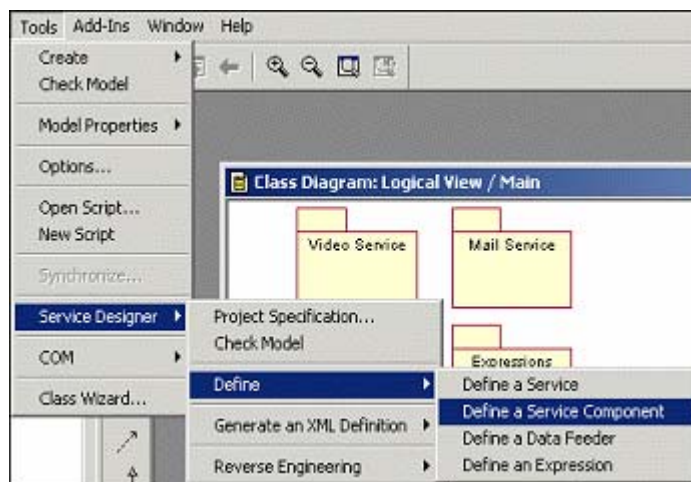 Tools Add-Ins Window Help
Create
Check Model
Model Properties
Options...
Open Script...
New Script
Synchronize...
Service Designer
COM
Class Wizard...
Class Diagram: Logical View / Main
Video Service
Mail Service
Expressions
Project Specification...
Check Model
Define
Generate an XML Definition
Reverse Engineering
Define a Service
Define a Service Component
Define a Data Feeder
Define an Expression